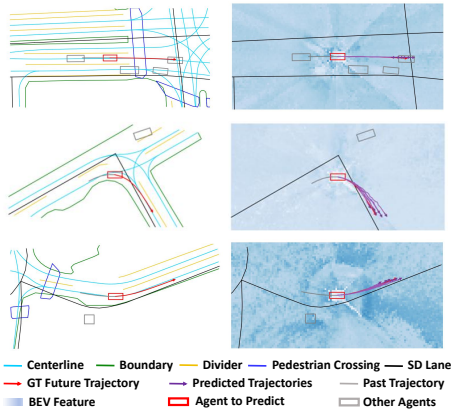 Centerline Boundary Divider Pedestrian Crossing SD Lane
GT Future Trajectory Predicted Trajectories Past Trajectory
BEV Feature Agent to Predict Other Agents